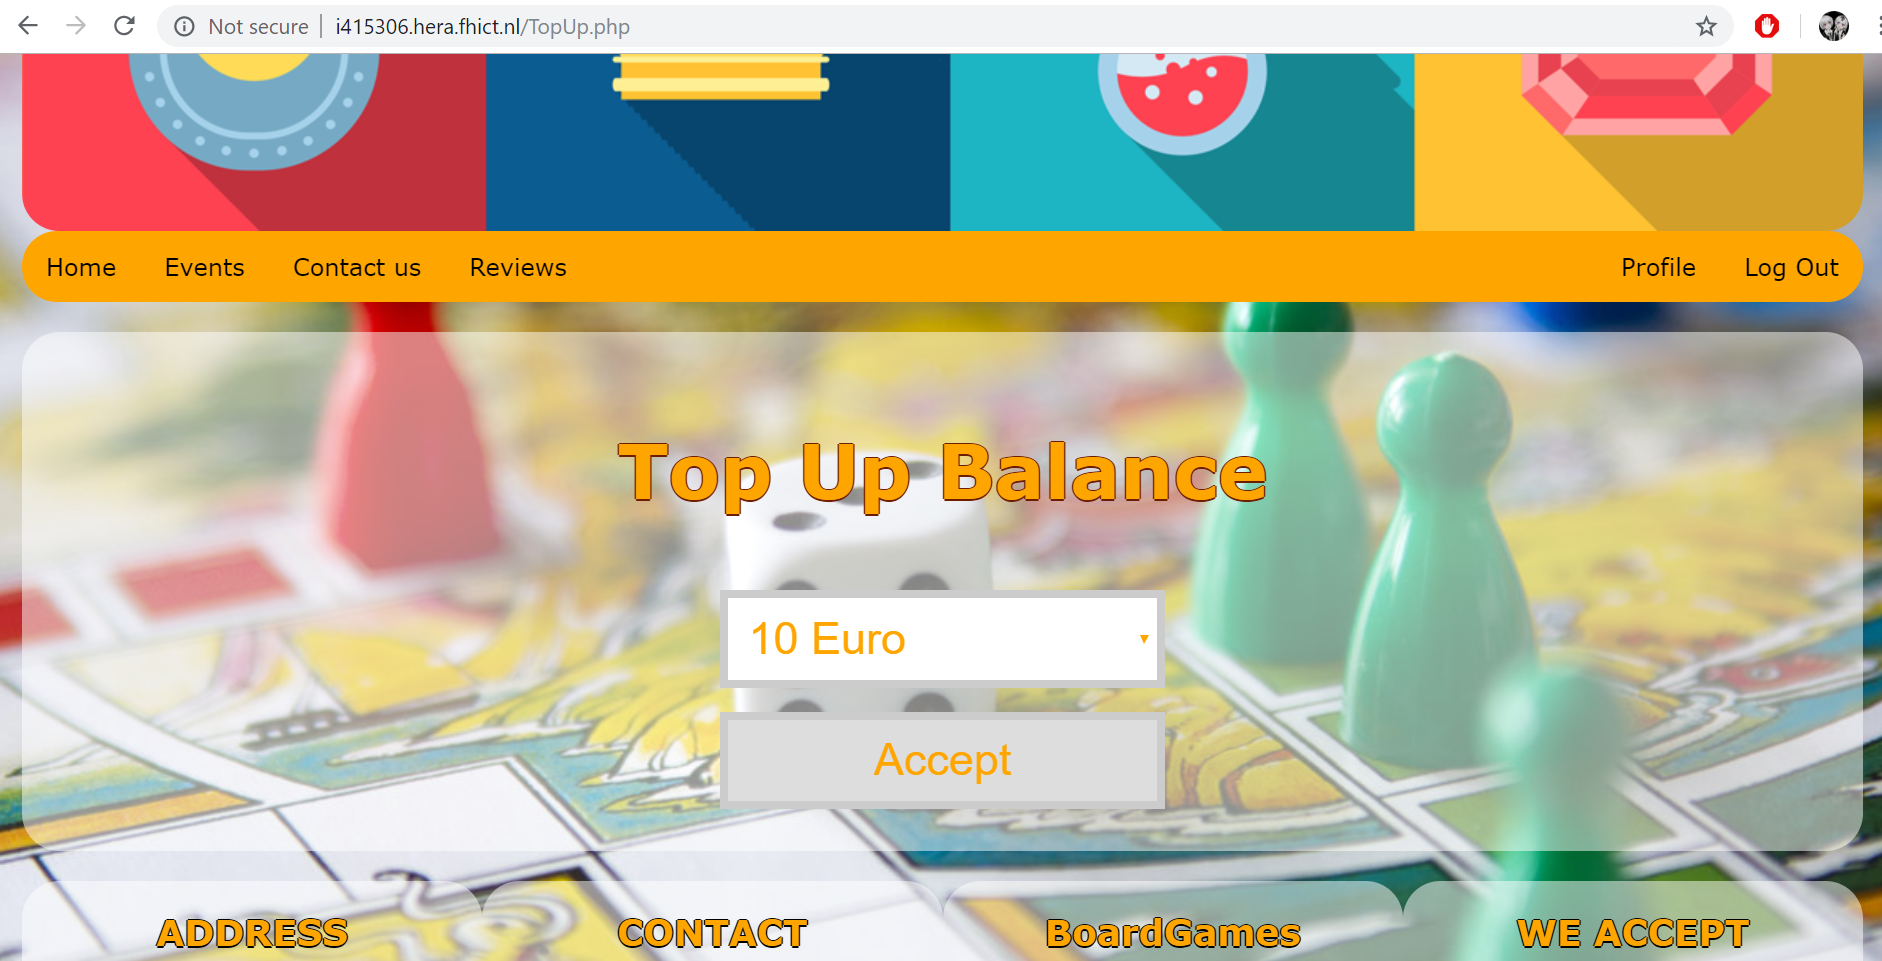 Not secure | i415306.hera.fhict.nl/TopUp.php
Home Events Contact us Reviews Profile Log Out
Top Up Balance
10 Euro
Accept
ADDRESS CONTACT BoardGames WE ACCEPT